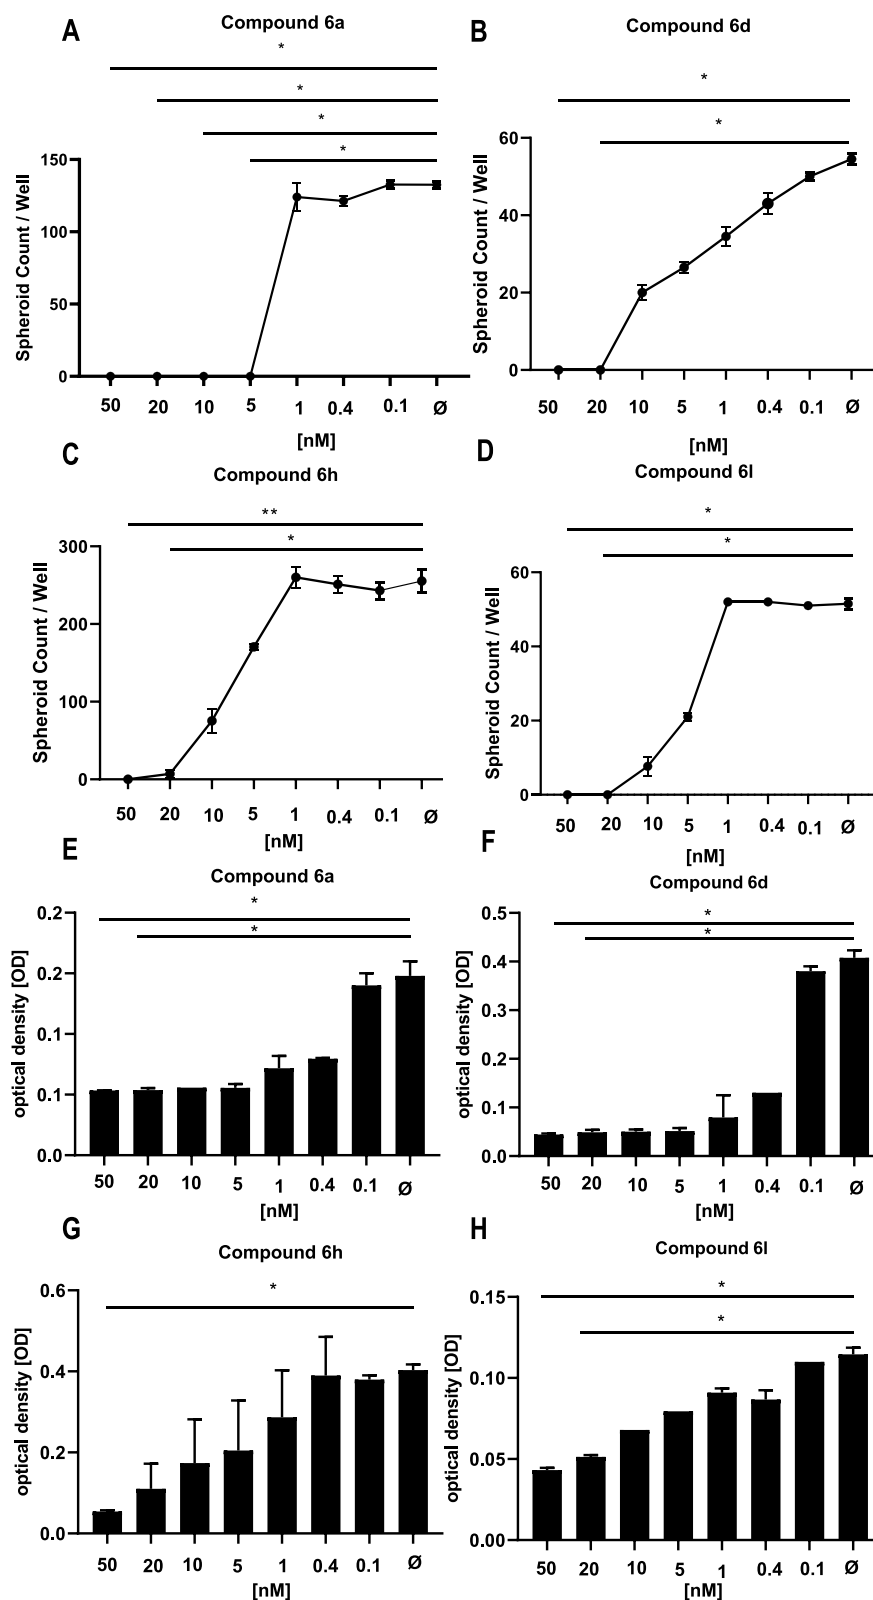 A
Compound 6a
*
*
*
*
Spheroid Count / Well
150
100
50
0
50 20 10 5 1 0.4 0.1 Ø
[nM]
B
Compound 6d
*
*
Spheroid Count / Well
60
40
20
0
50 20 10 5 1 0.4 0.1 Ø
[nM]
C
Compound 6h
**
*
Spheroid Count / Well
300
200
100
0
50 20 10 5 1 0.4 0.1 Ø
[nM]
D
Compound 6l
*
*
Spheroid Count / Well
60
40
20
0
50 20 10 5 1 0.4 0.1 Ø
[nM]
E
Compound 6a
*
*
optical density [OD]
0.2
0.2
0.1
0.1
0.0
50 20 10 5 1 0.4 0.1 Ø
[nM]
F
Compound 6d
*
*
optical density [OD]
0.5
0.4
0.3
0.2
0.1
0.0
50 20 10 5 1 0.4 0.1 Ø
[nM]
G
Compound 6h
*
optical density [OD]
0.6
0.4
0.2
0.0
50 20 10 5 1 0.4 0.1 Ø
[nM]
H
Compound 6l
*
*
optical density [OD]
0.15
0.10
0.05
0.00
50 20 10 5 1 0.4 0.1 Ø
[nM]